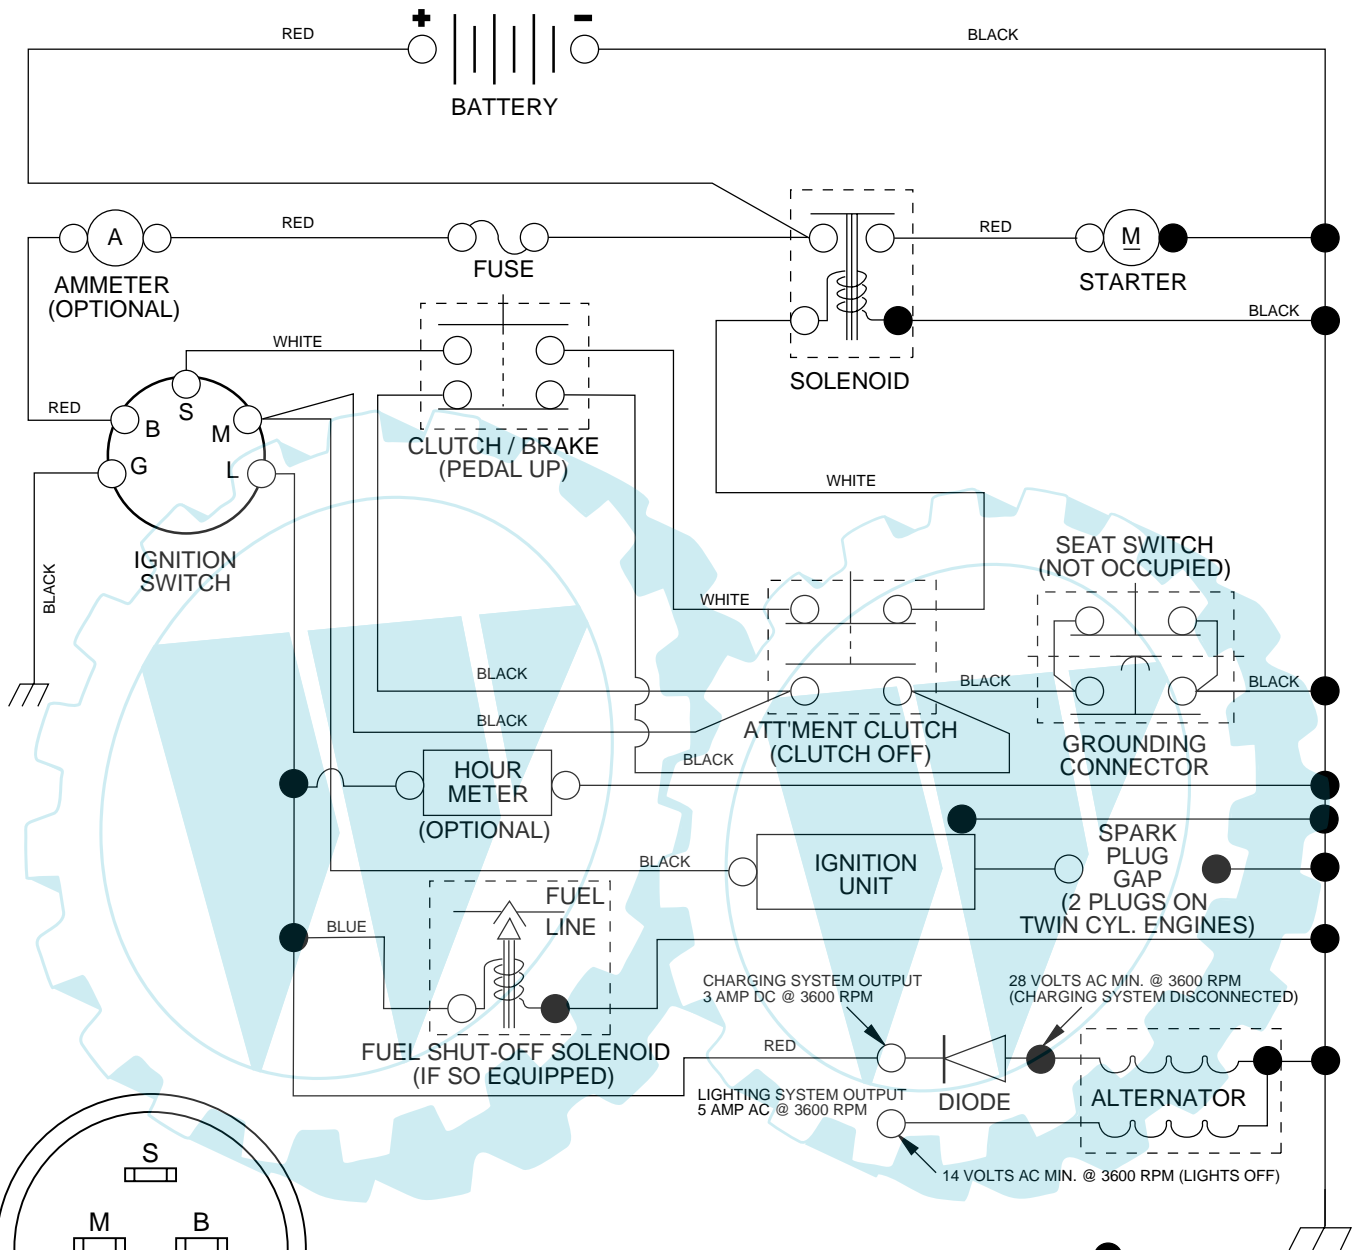 + -
RED
BLACK
BATTERY
RED
RED
A
M
FUSE
STARTER
AMMETER
(OPTIONAL)
BLACK
WHITE
SOLENOID
RED
S
B
M
G
L
CLUTCH / BRAKE
(PEDAL UP)
WHITE
IGNITION
SWITCH
BLACK
SEAT SWITCH
(NOT OCCUPIED)
WHITE
BLACK
BLACK
BLACK
BLACK
ATT'MENT CLUTCH
(CLUTCH OFF)
GROUNDING
CONNECTOR
BLACK
HOUR
METER
(OPTIONAL)
BLACK
IGNITION
UNIT
SPARK
PLUG
GAP
(2 PLUGS ON
TWIN CYL. ENGINES)
FUEL
LINE
BLUE
CHARGING SYSTEM OUTPUT
3 AMP DC @ 3600 RPM
28 VOLTS AC MIN. @ 3600 RPM
(CHARGING SYSTEM DISCONNECTED)
FUEL SHUT-OFF SOLENOID
(IF SO EQUIPPED)
RED
LIGHTING SYSTEM OUTPUT
5 AMP AC @ 3600 RPM
DIODE
ALTERNATOR
14 VOLTS AC MIN. @ 3600 RPM (LIGHTS OFF)
S
M
B